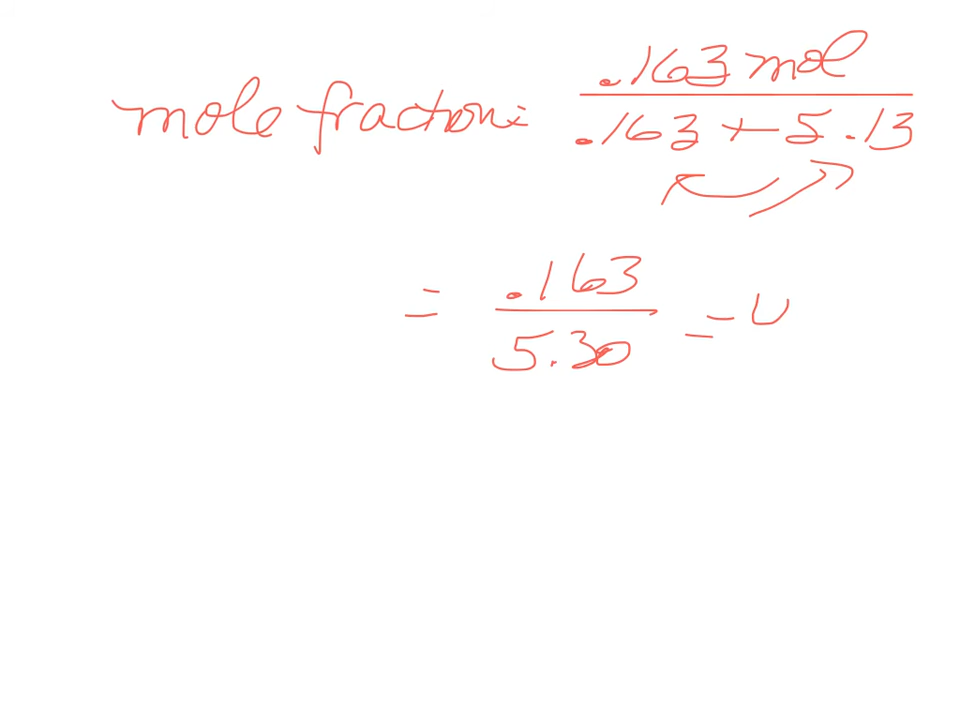 mole fraction: .163 mol / .163 + 5.13
= .163 / 5.30 =